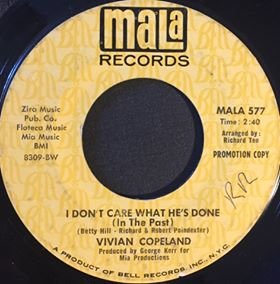 mala
RECORDS
Zira Music
Pub. Co.
Floteca Music
Mia Music
BMI
8309-BW
MALA 577
Time: 2:40
Arranged by:
Richard Tee
PROMOTION COPY
RR
I DON'T CARE WHAT HE'S DONE
(In The Past)
(Betty Hill - Richard & Robert Poindexter)
VIVIAN COPELAND
Produced by George Kerr for
Mia Productions
A PRODUCT OF BELL RECORDS, INC., N.Y.C.